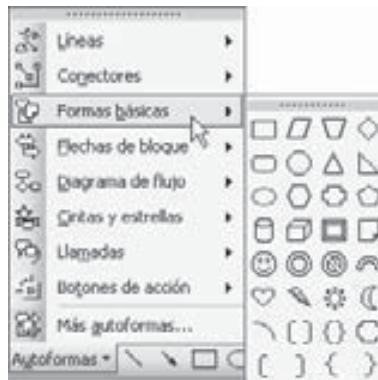 Líneas
Conectores
Formas básicas
Flechas de bloque
Diagrama de flujo
Cintas y estrellas
Llamadas
Botones de acción
Más autoformas...
Autoformas